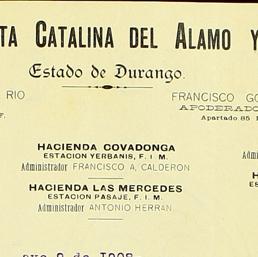 TA CATALINA DEL ALAMO Y
Estado de Durango.
RIO
FRANCISCO GO
APODERADO
F.
Apartado 85
HACIENDA COVADONGA
ESTACION YERBANIS, F. I. M.
Administrador FRANCISCO A. CALDERON
HACIENDA LAS MERCEDES
ESTACION PASAJE, F. I. M.
Administrador ANTONIO HERRAN